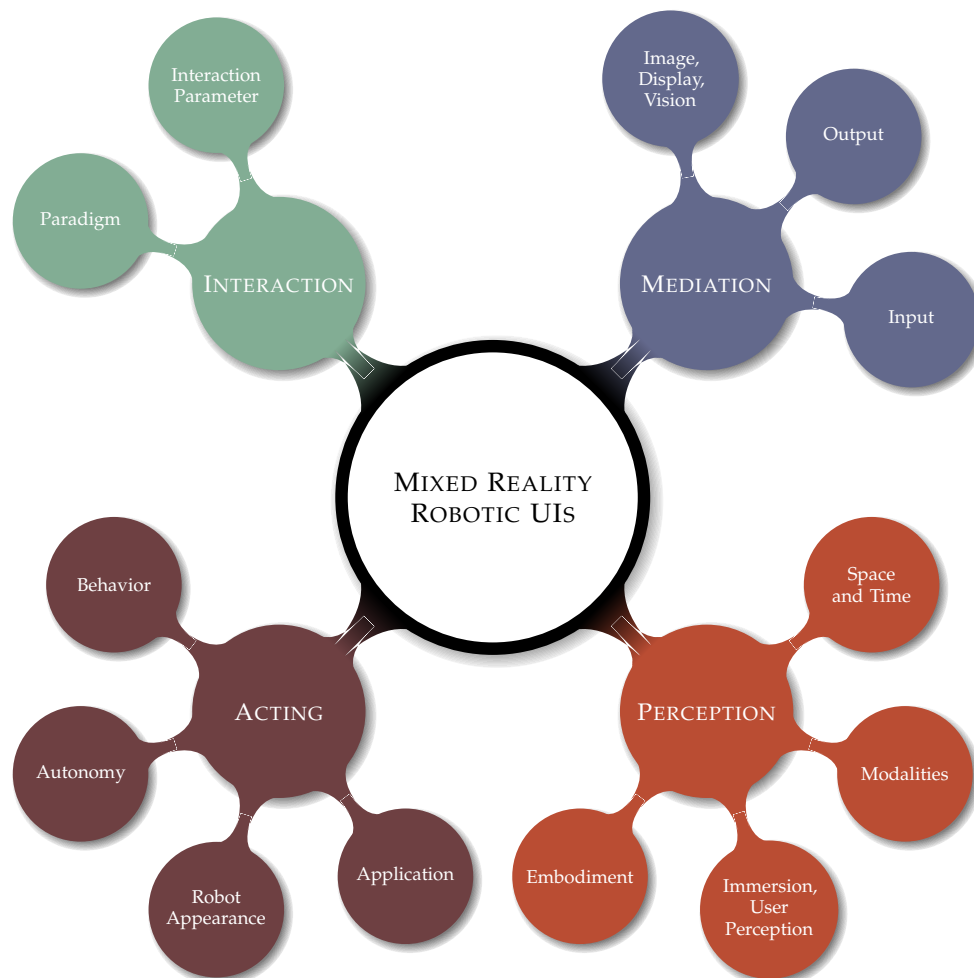 Interaction
Parameter
Paradigm
INTERACTION
Image,
Display,
Vision
Output
MEDIATION
Input
MIXED REALITY
ROBOTIC UIS
Behavior
ACTING
Autonomy
Robot
Appearance
Application
Space
and Time
PERCEPTION
Modalities
Embodiment
Immersion,
User
Perception